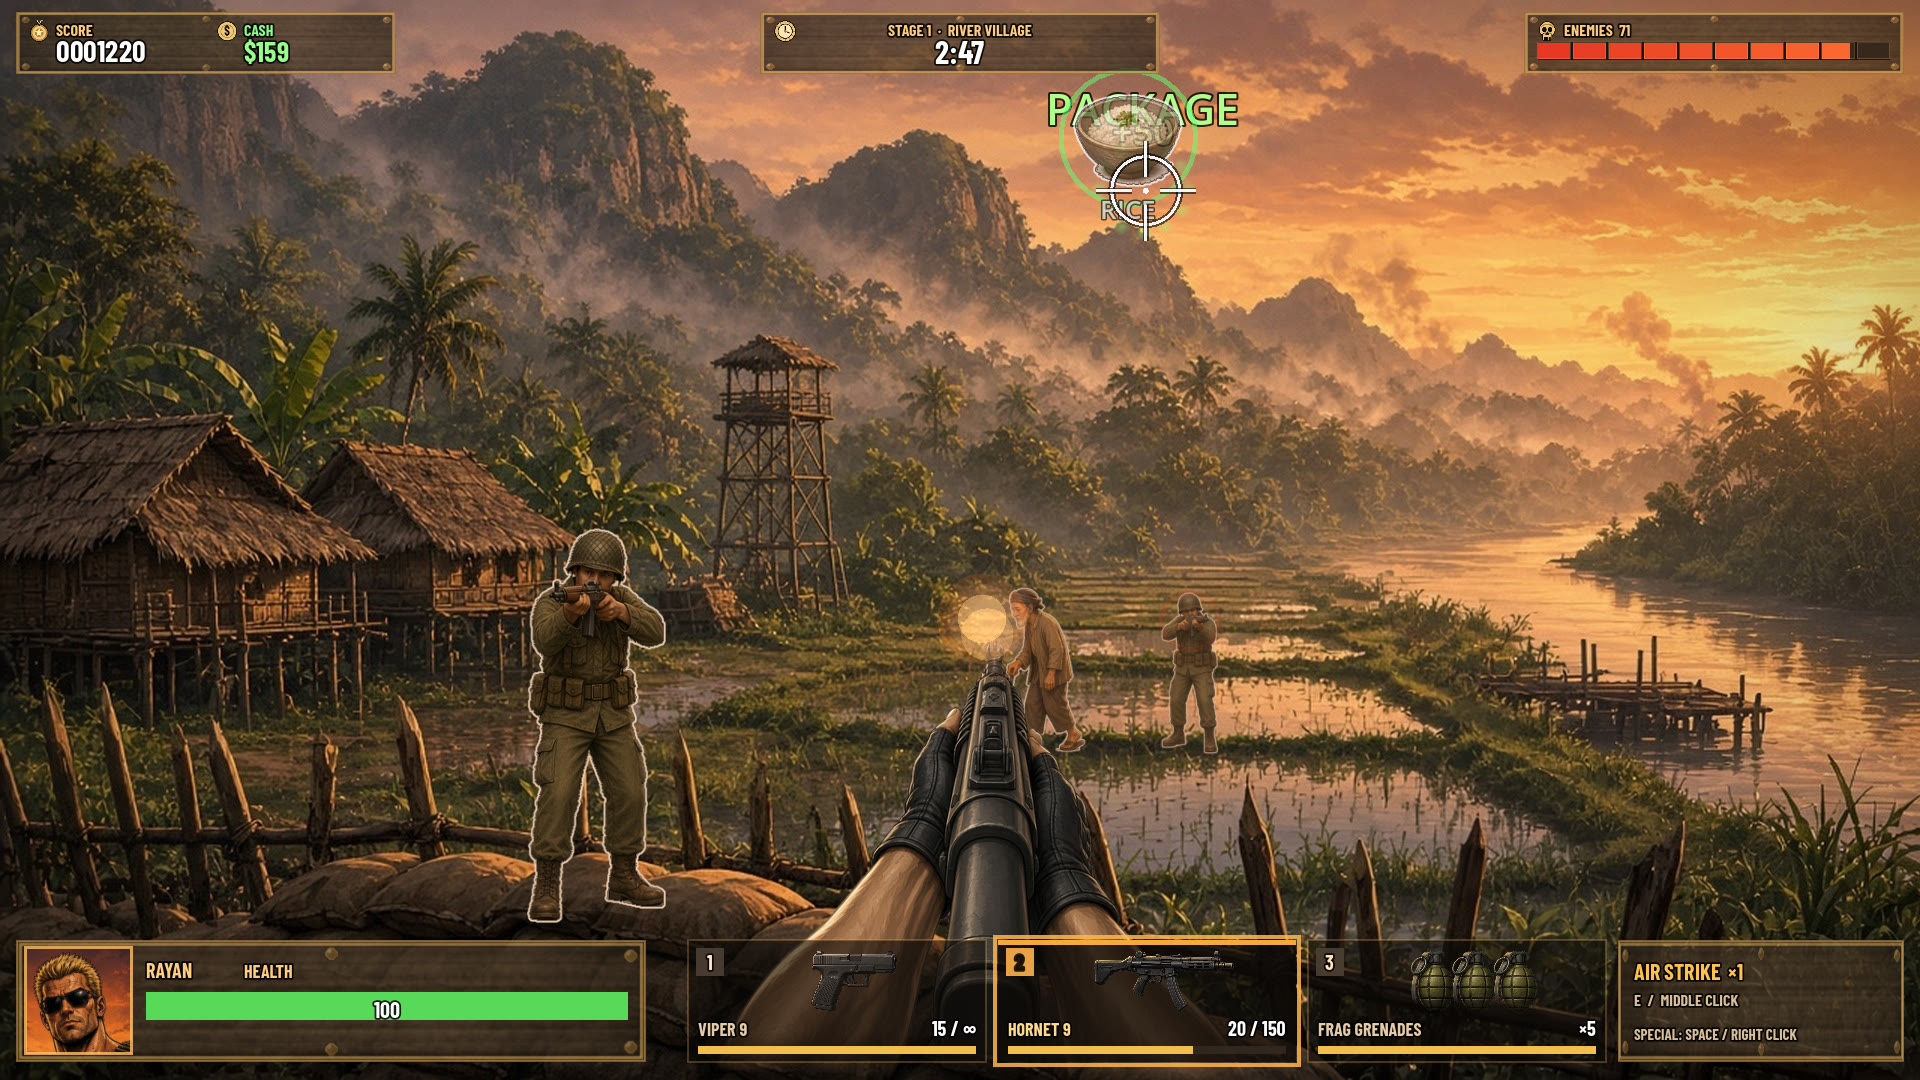 SCORE
0001220
CASH
$159
STAGE 1 · RIVER VILLAGE
2:47
ENEMIES 71
PACKAGE
+50
RICE
RAYAN
HEALTH
100
1
VIPER 9
15 / ∞
2
HORNET 9
20 / 150
3
FRAG GRENADES
×5
AIR STRIKE ×1
E / MIDDLE CLICK
SPECIAL: SPACE / RIGHT CLICK